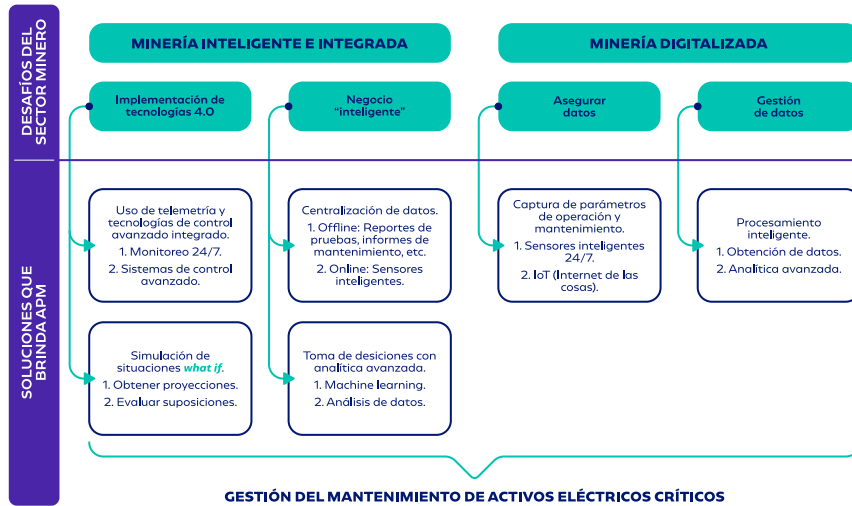 DESAFÍOS DEL
SECTOR MINERO
MINERÍA INTELIGENTE E INTEGRADA
MINERÍA DIGITALIZADA
Implementación de
tecnologías 4.0
Negocio
“inteligente”
Asegurar
datos
Gestión
de datos
SOLUCIONES QUE
BRINDA APM
Uso de telemetría y
tecnologías de control
avanzado integrado.
1. Monitoreo 24/7.
2. Sistemas de control
avanzado.
Centralización de datos.
1. Offline: Reportes de
pruebas, informes de
mantenimiento, etc.
2. Online: Sensores
inteligentes.
Captura de parámetros
de operación y
mantenimiento.
1. Sensores inteligentes
24/7.
2. IoT (Internet de las
cosas).
Procesamiento
inteligente.
1. Obtención de datos.
2. Analítica avanzada.
Simulación de
situaciones what if.
1. Obtener proyecciones.
2. Evaluar suposiciones.
Toma de desiciones con
analítica avanzada.
1. Machine learning.
2. Análisis de datos.
GESTIÓN DEL MANTENIMIENTO DE ACTIVOS ELÉCTRICOS CRÍTICOS